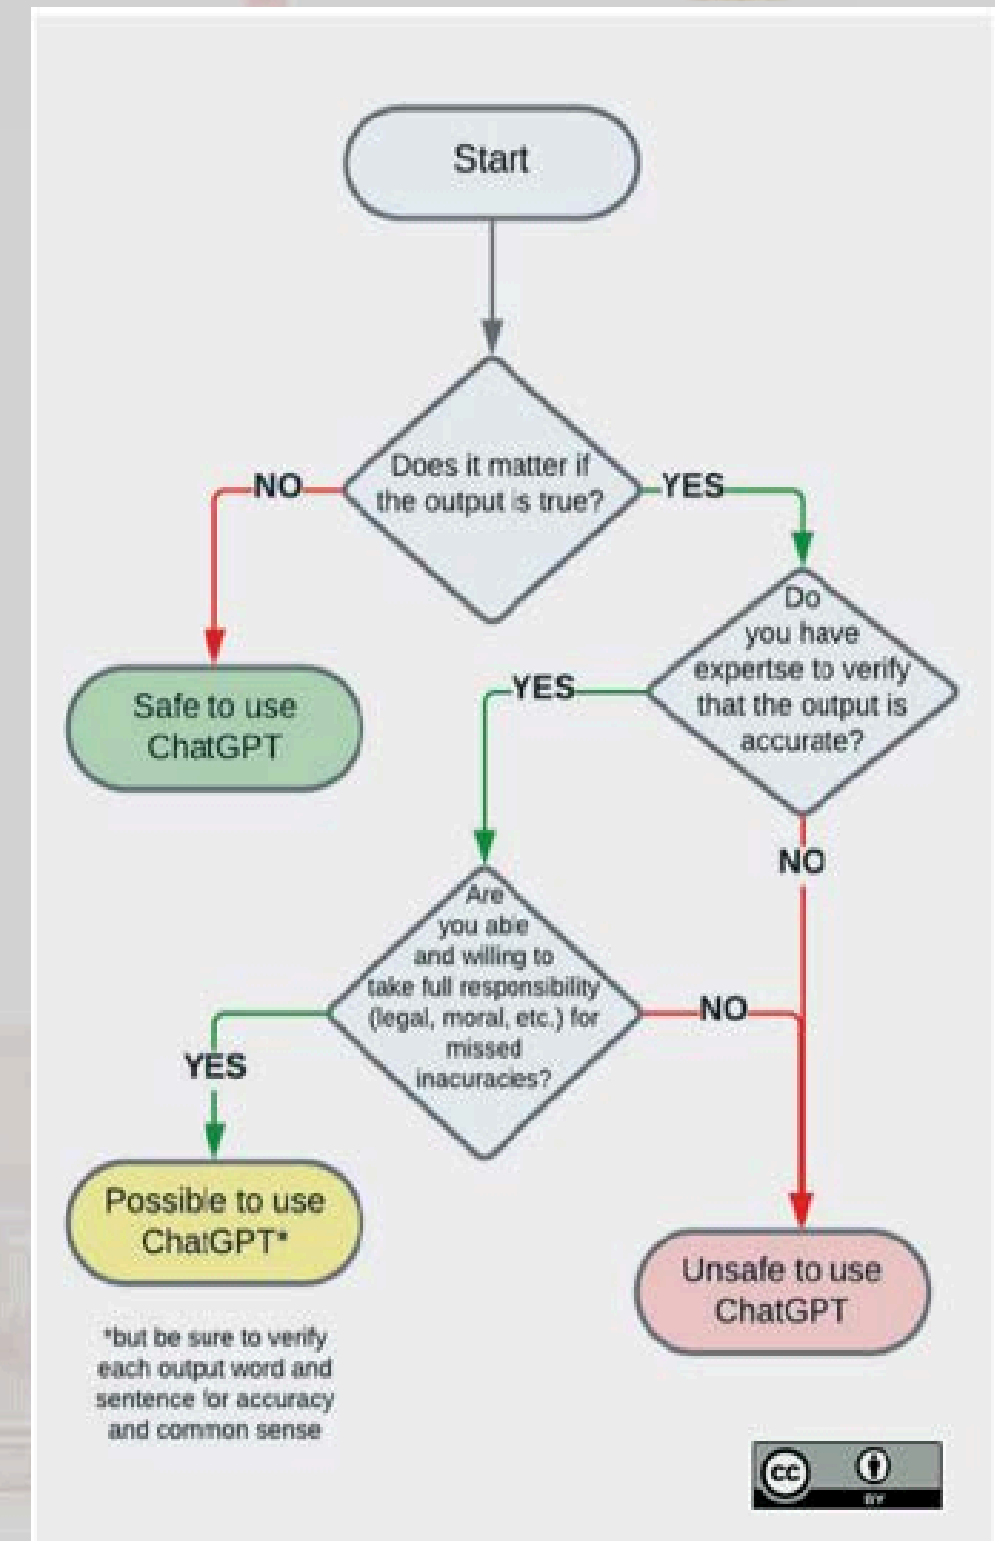 Start
Does it matter if
the output is true?
NO
YES
Do
you have
expertse to verify
that the output is
accurate?
Safe to use
ChatGPT
YES
NO
Are
you able
and willing to
take full responsibility
(legal, moral, etc.) for
missed
inacuracies?
NO
YES
Possible to use
ChatGPT*
Unsafe to use
ChatGPT
*but be sure to verify
each output word and
sentence for accuracy
and common sense
cc
BY